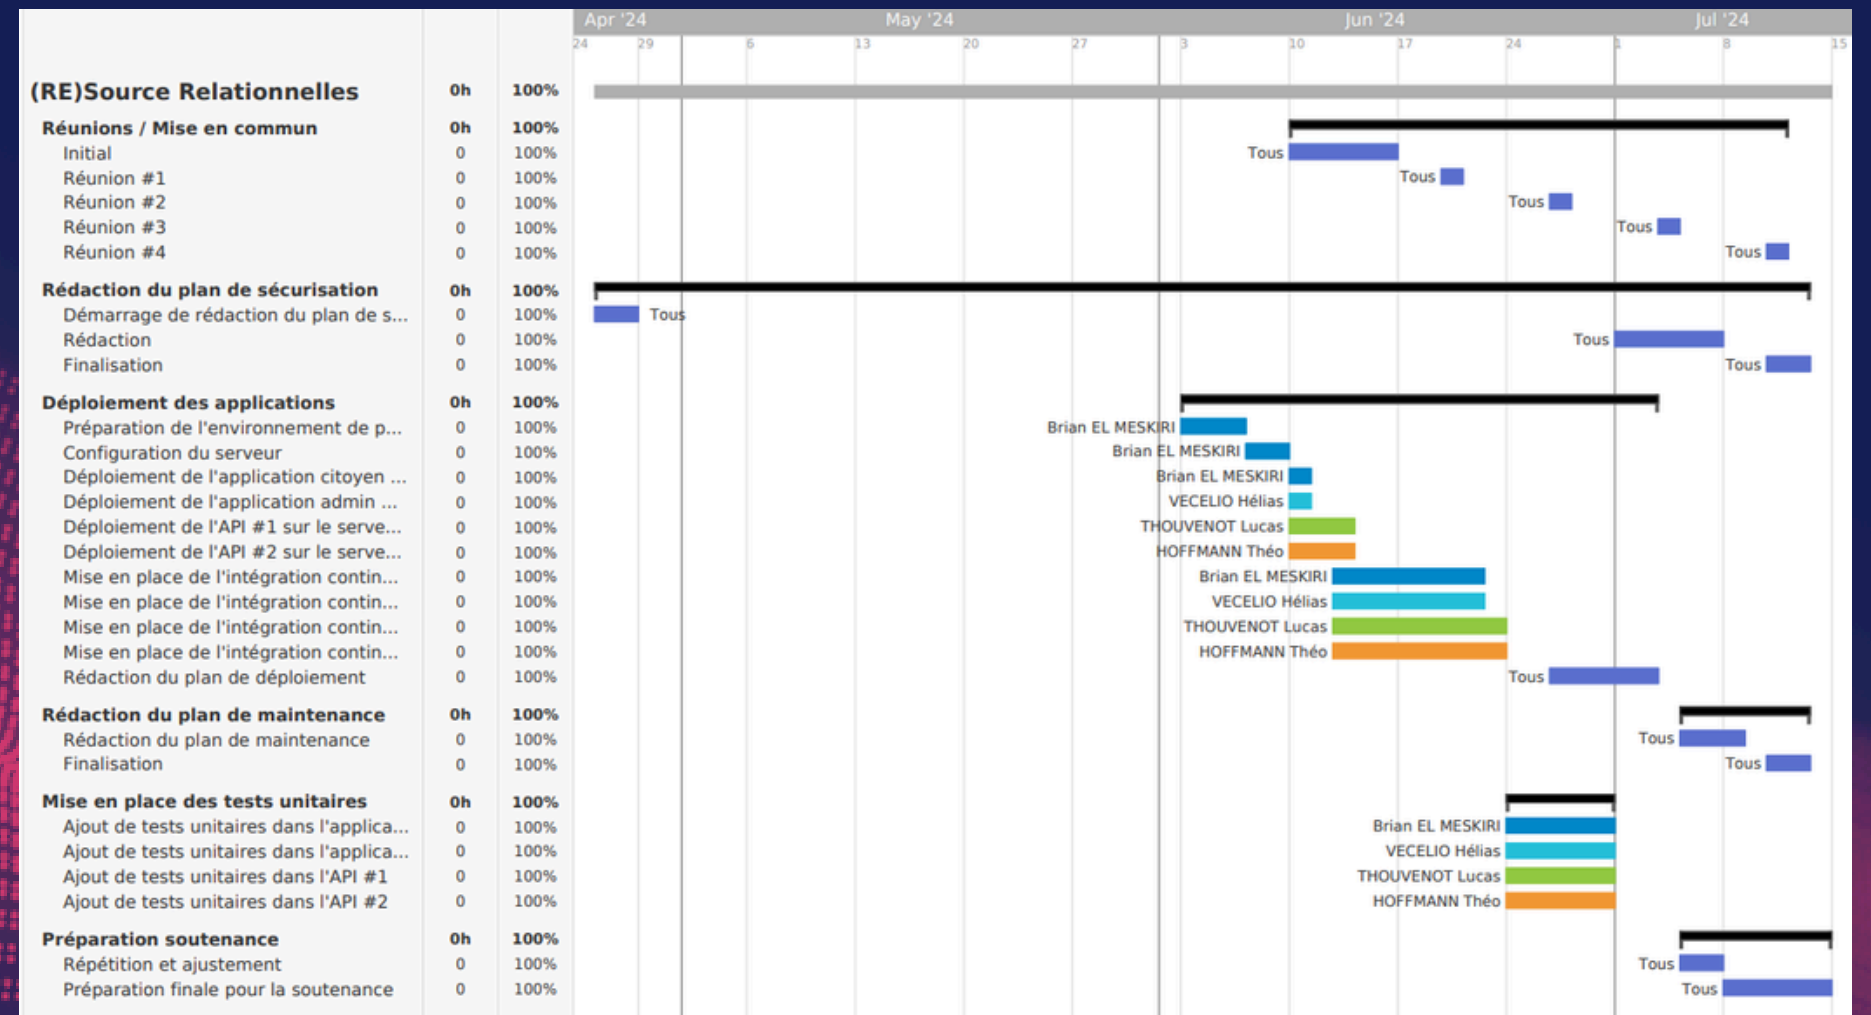 Apr '24 May '24 Jun '24 Jul '24
24 29 6 13 20 27 3 10 17 24 1 8 15
(RE)Source Relationnelles 0h 100%
Réunions / Mise en commun 0h 100%
Initial 0 100% Tous
Réunion #1 0 100% Tous
Réunion #2 0 100% Tous
Réunion #3 0 100% Tous
Réunion #4 0 100% Tous
Rédaction du plan de sécurisation 0h 100%
Démarrage de rédaction du plan de s... 0 100% Tous
Rédaction 0 100% Tous
Finalisation 0 100% Tous
Déploiement des applications 0h 100%
Préparation de l'environnement de p... 0 100% Brian EL MESKIRI
Configuration du serveur 0 100% Brian EL MESKIRI
Déploiement de l'application citoyen ... 0 100% Brian EL MESKIRI
Déploiement de l'application admin ... 0 100% VECELIO Hélias
Déploiement de l'API #1 sur le serve... 0 100% THOUVENOT Lucas
Déploiement de l'API #2 sur le serve... 0 100% HOFFMANN Théo
Mise en place de l'intégration contin... 0 100% Brian EL MESKIRI
Mise en place de l'intégration contin... 0 100% VECELIO Hélias
Mise en place de l'intégration contin... 0 100% THOUVENOT Lucas
Mise en place de l'intégration contin... 0 100% HOFFMANN Théo
Rédaction du plan de déploiement 0 100% Tous
Rédaction du plan de maintenance 0h 100%
Rédaction du plan de maintenance 0 100% Tous
Finalisation 0 100% Tous
Mise en place des tests unitaires 0h 100%
Ajout de tests unitaires dans l'applica... 0 100% Brian EL MESKIRI
Ajout de tests unitaires dans l'applica... 0 100% VECELIO Hélias
Ajout de tests unitaires dans l'API #1 0 100% THOUVENOT Lucas
Ajout de tests unitaires dans l'API #2 0 100% HOFFMANN Théo
Préparation soutenance 0h 100%
Répétition et ajustement 0 100% Tous
Préparation finale pour la soutenance 0 100% Tous